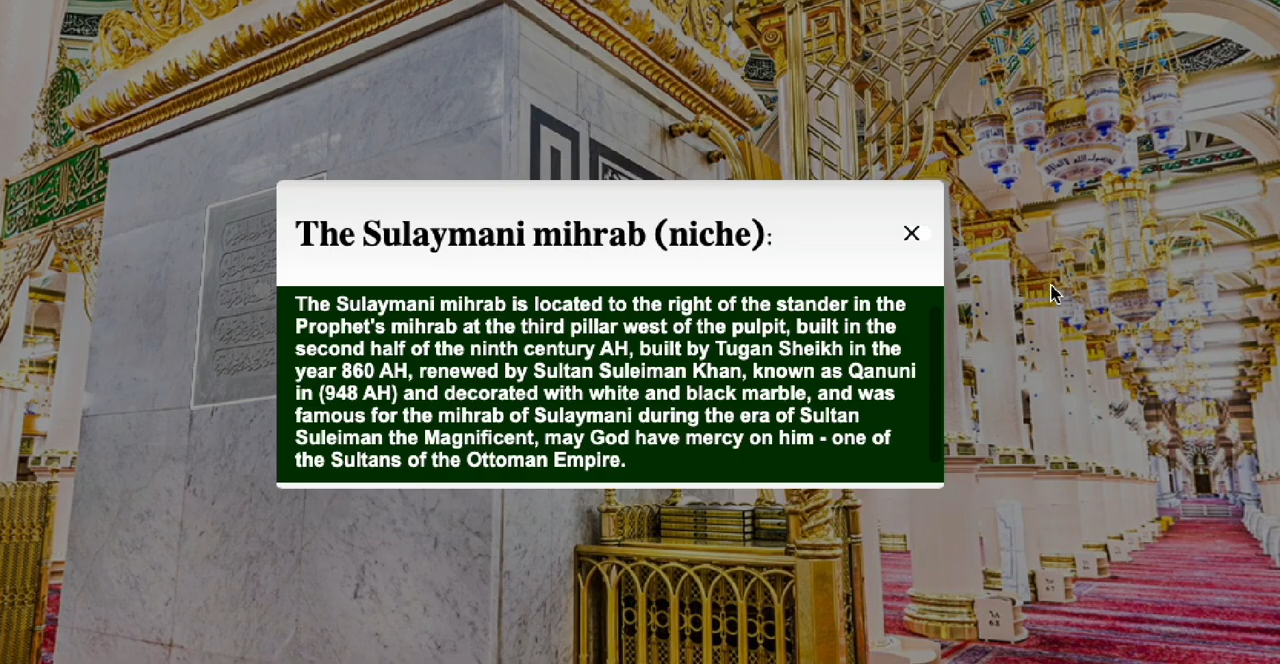 The Sulaymani mihrab (niche):
The Sulaymani mihrab is located to the right of the stander in the
Prophet's mihrab at the third pillar west of the pulpit, built in the
second half of the ninth century AH, built by Tugan Sheikh in the
year 860 AH, renewed by Sultan Suleiman Khan, known as Qanuni
in (948 AH) and decorated with white and black marble, and was
famous for the mihrab of Sulaymani during the era of Sultan
Suleiman the Magnificent, may God have mercy on him - one of
the Sultans of the Ottoman Empire.